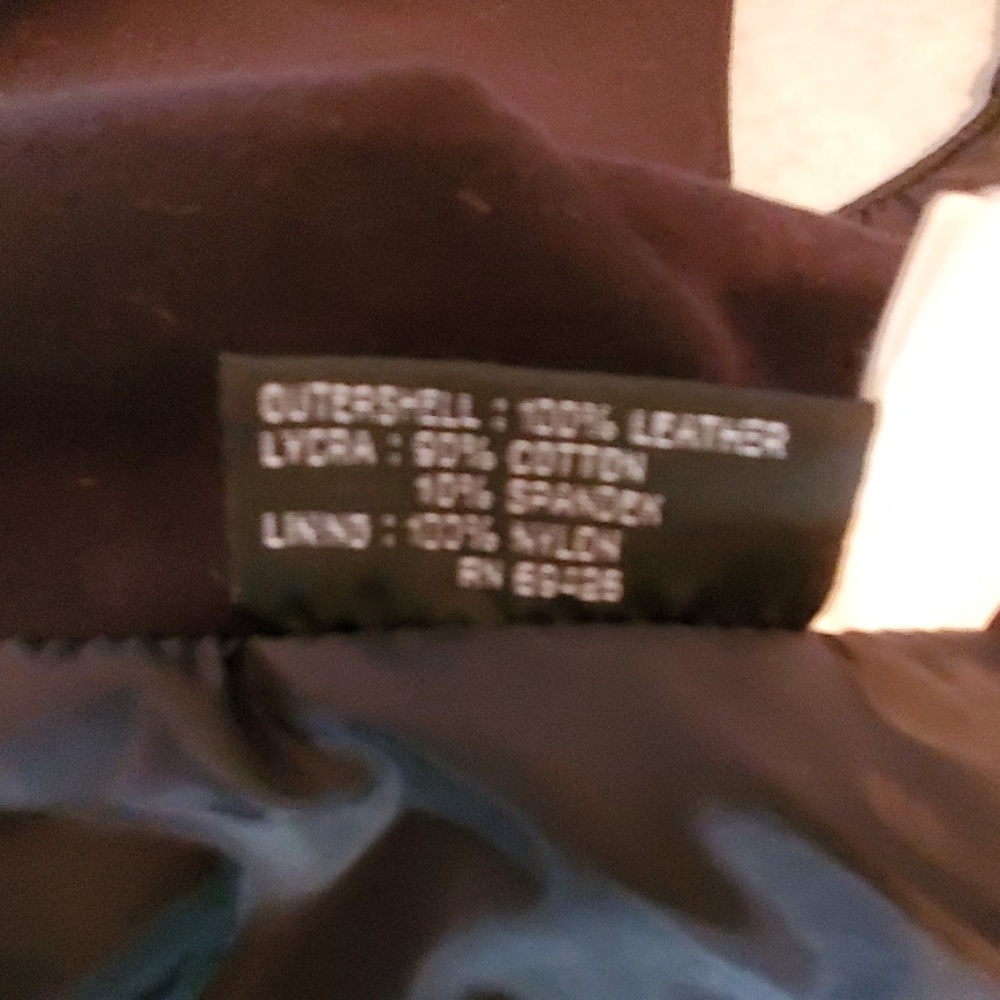 OUTERSHELL : 100% LEATHER
LYCRA : 90% COTTON
10% SPANDEX
LINING : 100% NYLON
RN